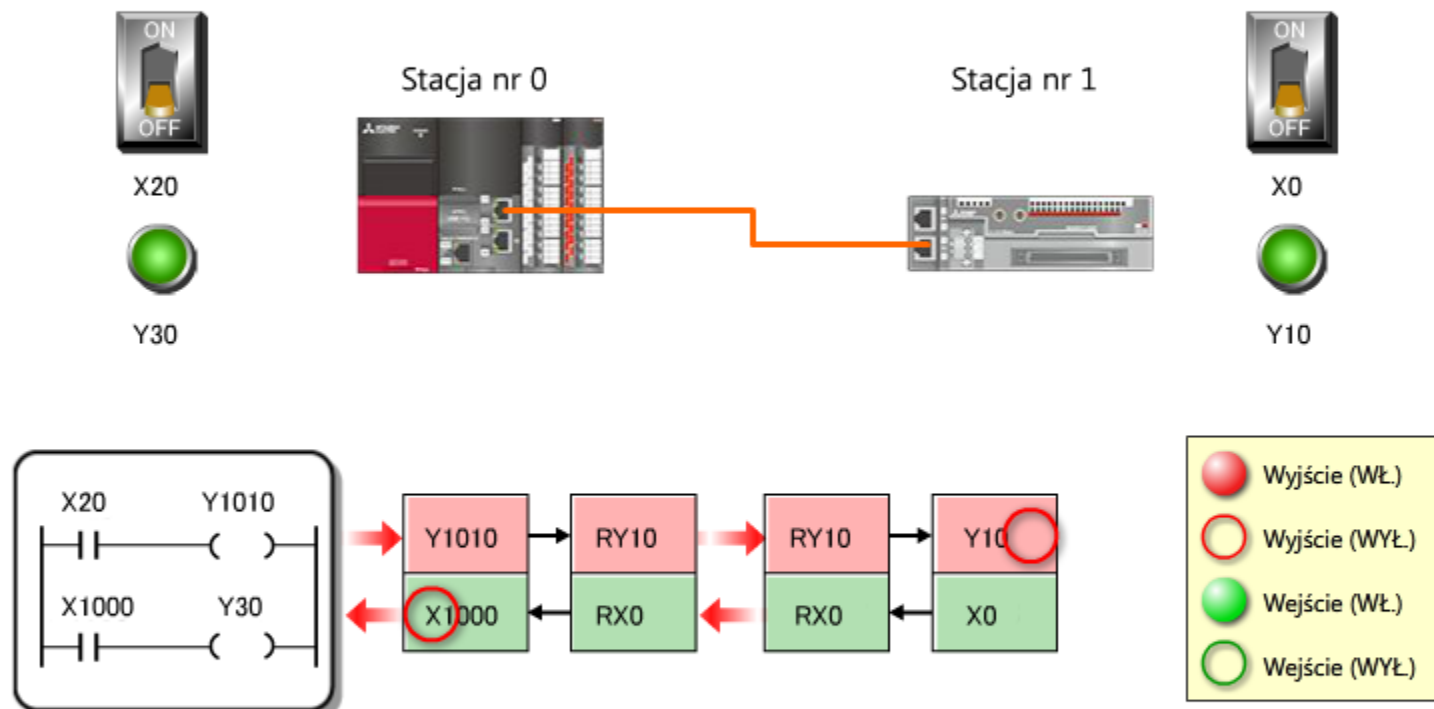 ON
OFF
X20
Y30
Stacja nr 0
Stacja nr 1
ON
OFF
X0
Y10
X20 Y1010
X1000 Y30
Y1010 RY10 RY10 Y10
X1000 RX0 RX0 X0
Wyjście (WŁ.)
Wyjście (WYŁ.)
Wejście (WŁ.)
Wejście (WYŁ.)